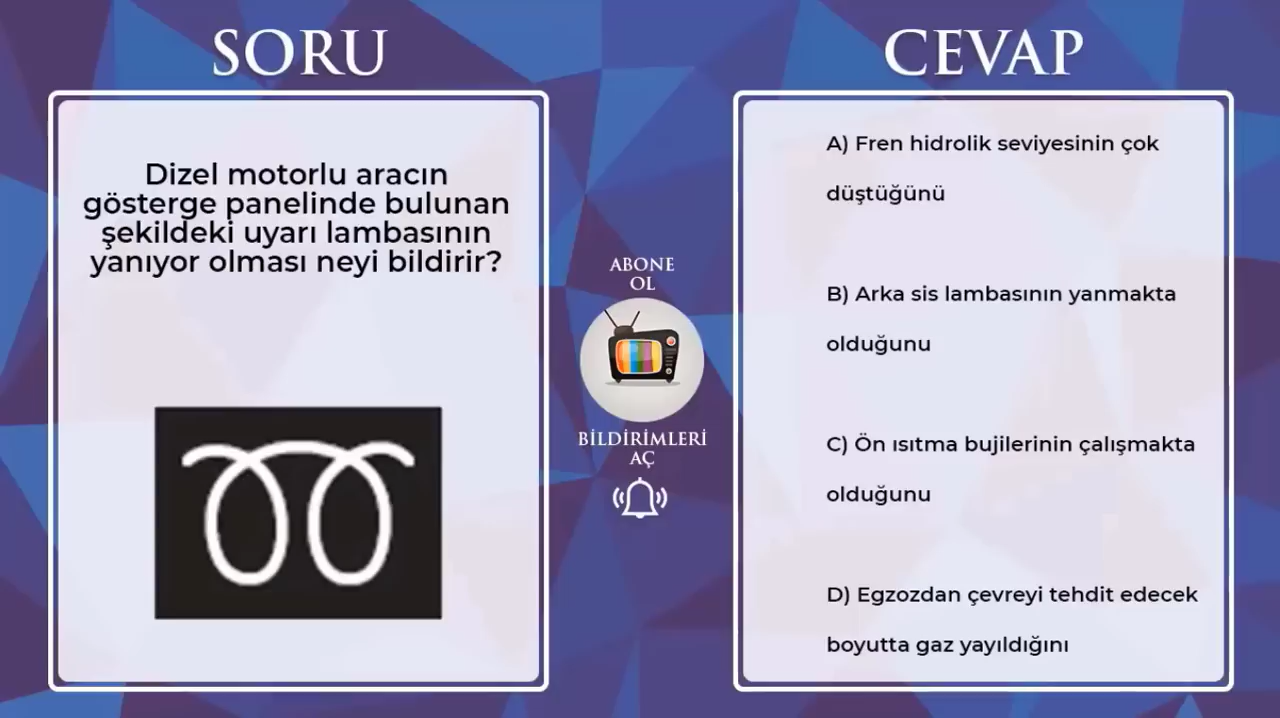 SORU
Dizel motorlu aracın
gösterge panelinde bulunan
şekildeki uyarı lambasının
yanıyor olması neyi bildirir?
ABONE
OL
BİLDİRİMLERİ
AÇ
CEVAP
A) Fren hidrolik seviyesinin çok
düştüğünü
B) Arka sis lambasının yanmakta
olduğunu
C) Ön ısıtma bujilerinin çalışmakta
olduğunu
D) Egzozdan çevreyi tehdit edecek
boyutta gaz yayıldığını